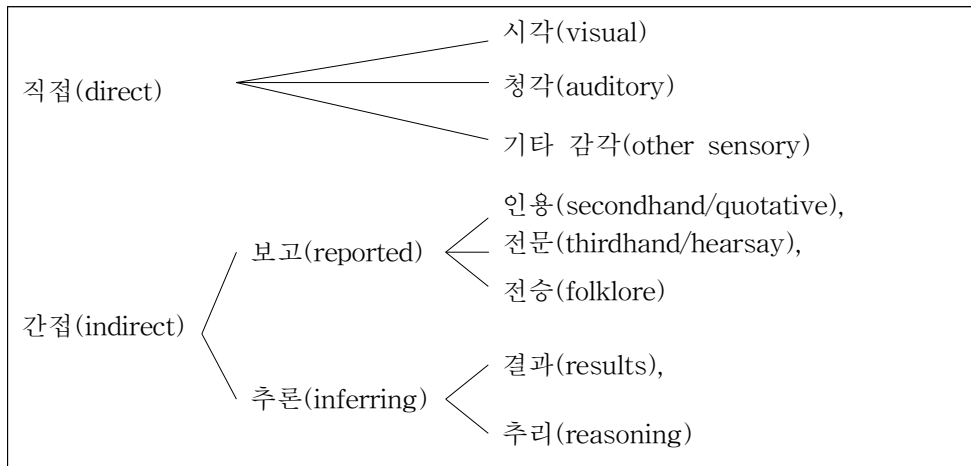 시각(visual)
직접(direct)
청각(auditory)
기타 감각(other sensory)
인용(secondhand/quotative),
보고(reported)
전문(thirdhand/hearsay),
전승(folklore)
간접(indirect)
결과(results),
추론(inferring)
추리(reasoning)